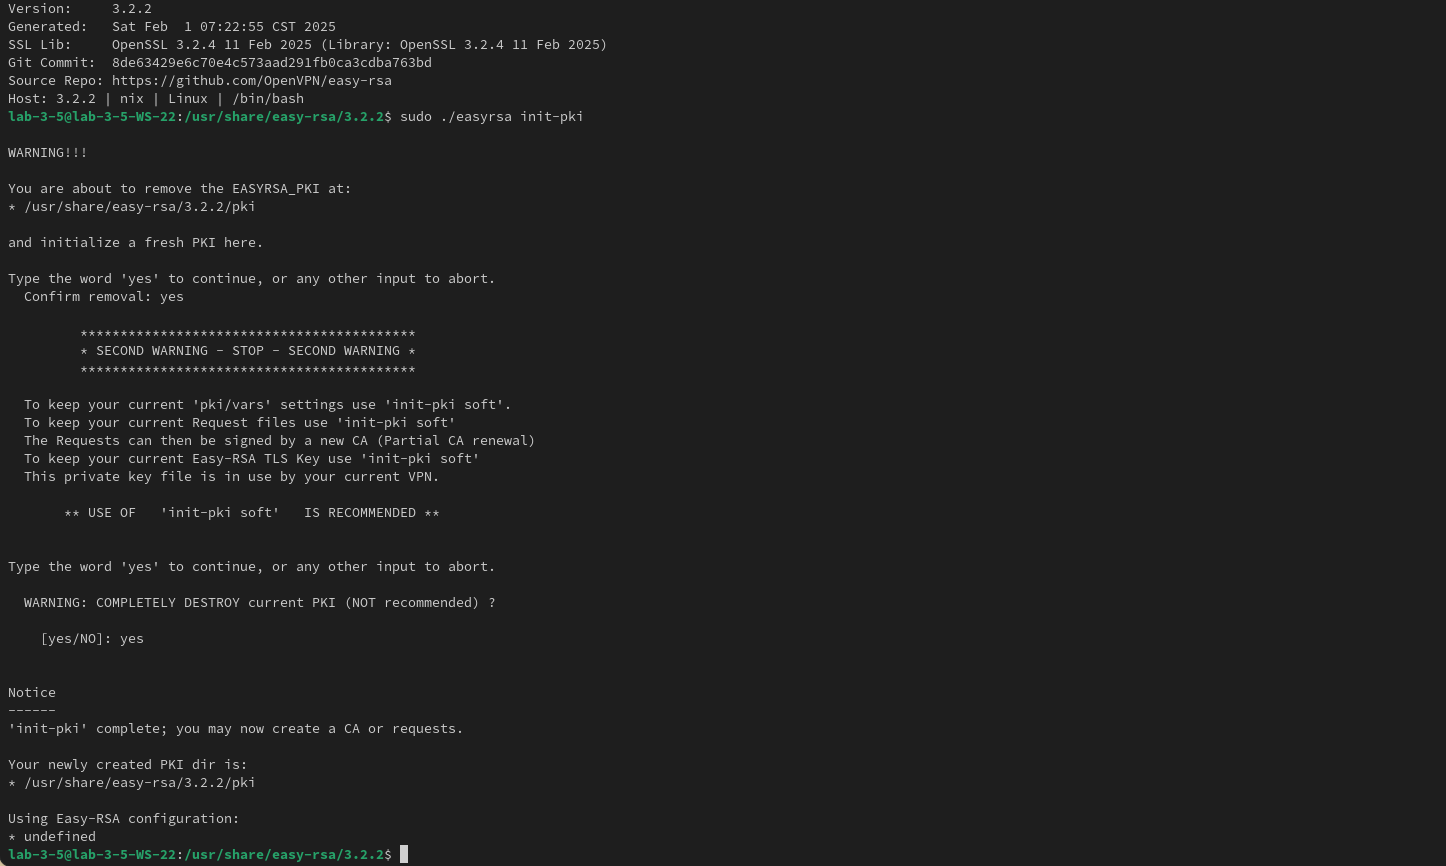 Version:     3.2.2
Generated:   Sat Feb  1 07:22:55 CST 2025
SSL Lib:     OpenSSL 3.2.4 11 Feb 2025 (Library: OpenSSL 3.2.4 11 Feb 2025)
Git Commit:  8de63429e6c70e4c573aad291fb0ca3cdba763bd
Source Repo: https://github.com/OpenVPN/easy-rsa
Host: 3.2.2 | nix | Linux | /bin/bash
lab-3-5@lab-3-5-WS-22:/usr/share/easy-rsa/3.2.2$ sudo ./easyrsa init-pki
WARNING!!!
You are about to remove the EASYRSA_PKI at:
* /usr/share/easy-rsa/3.2.2/pki
and initialize a fresh PKI here.
Type the word 'yes' to continue, or any other input to abort.
  Confirm removal: yes
         ******************************************
         * SECOND WARNING - STOP - SECOND WARNING *
         ******************************************
  To keep your current 'pki/vars' settings use 'init-pki soft'.
  To keep your current Request files use 'init-pki soft'
  The Requests can then be signed by a new CA (Partial CA renewal)
  To keep your current Easy-RSA TLS Key use 'init-pki soft'
  This private key file is in use by your current VPN.
       ** USE OF   'init-pki soft'   IS RECOMMENDED **
Type the word 'yes' to continue, or any other input to abort.
  WARNING: COMPLETELY DESTROY current PKI (NOT recommended) ?
    [yes/NO]: yes
Notice
------
'init-pki' complete; you may now create a CA or requests.
Your newly created PKI dir is:
* /usr/share/easy-rsa/3.2.2/pki
Using Easy-RSA configuration:
* undefined
lab-3-5@lab-3-5-WS-22:/usr/share/easy-rsa/3.2.2$